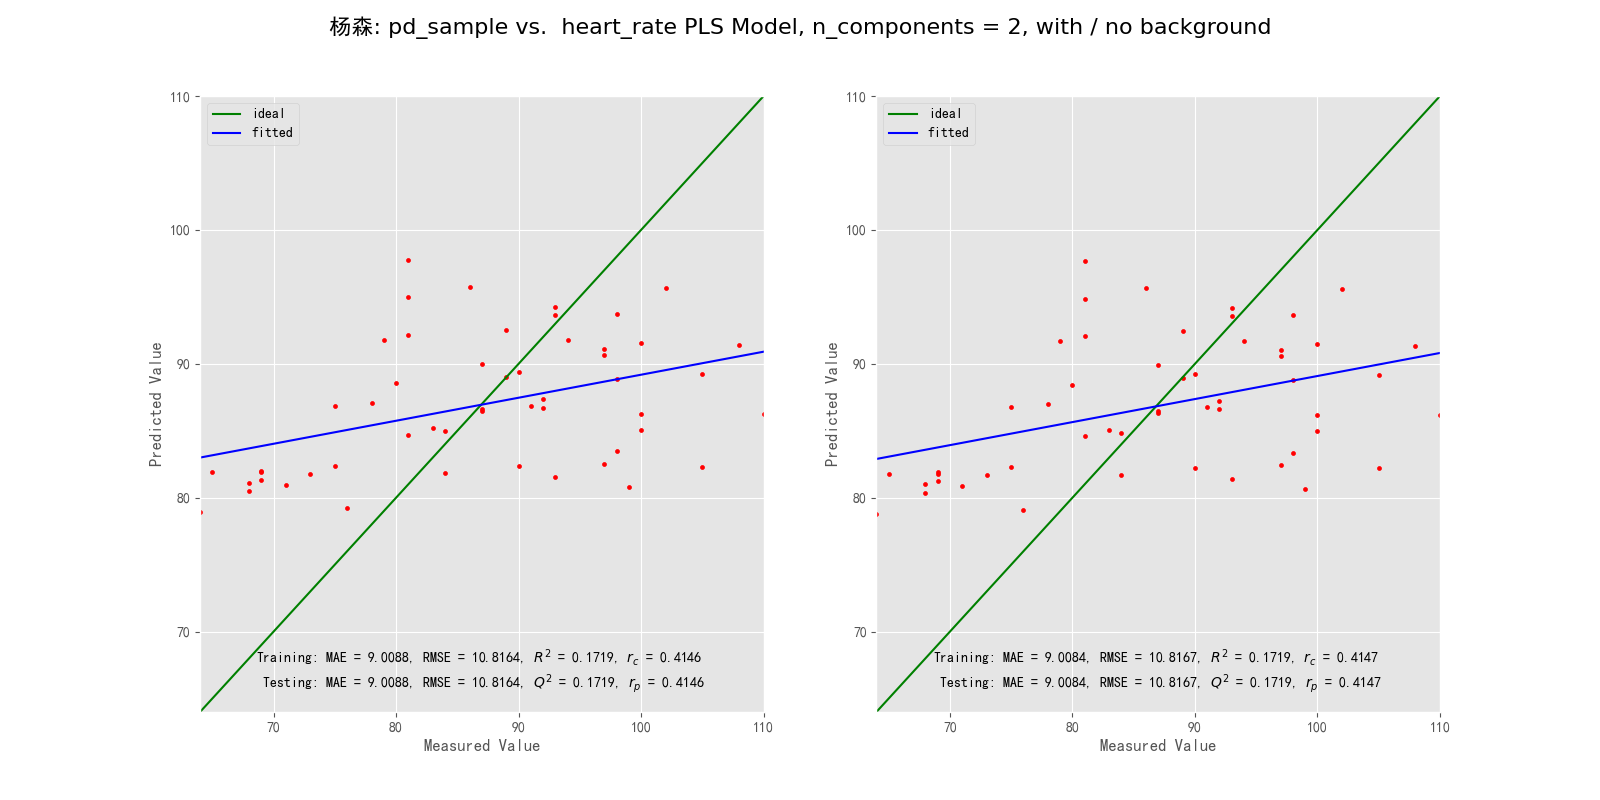 杨森: pd_sample vs.  heart_rate PLS Model, n_components = 2, with / no background
ideal
fitted
110
100
90
80
70
Predicted Value
Training: MAE = 9.0088, RMSE = 10.8164, R² = 0.1719, r_c = 0.4146
Testing: MAE = 9.0088, RMSE = 10.8164, Q² = 0.1719, r_p = 0.4146
70 80 90 100 110
Measured Value
ideal
fitted
110
100
90
80
70
Predicted Value
Training: MAE = 9.0084, RMSE = 10.8167, R² = 0.1719, r_c = 0.4147
Testing: MAE = 9.0084, RMSE = 10.8167, Q² = 0.1719, r_p = 0.4147
70 80 90 100 110
Measured Value